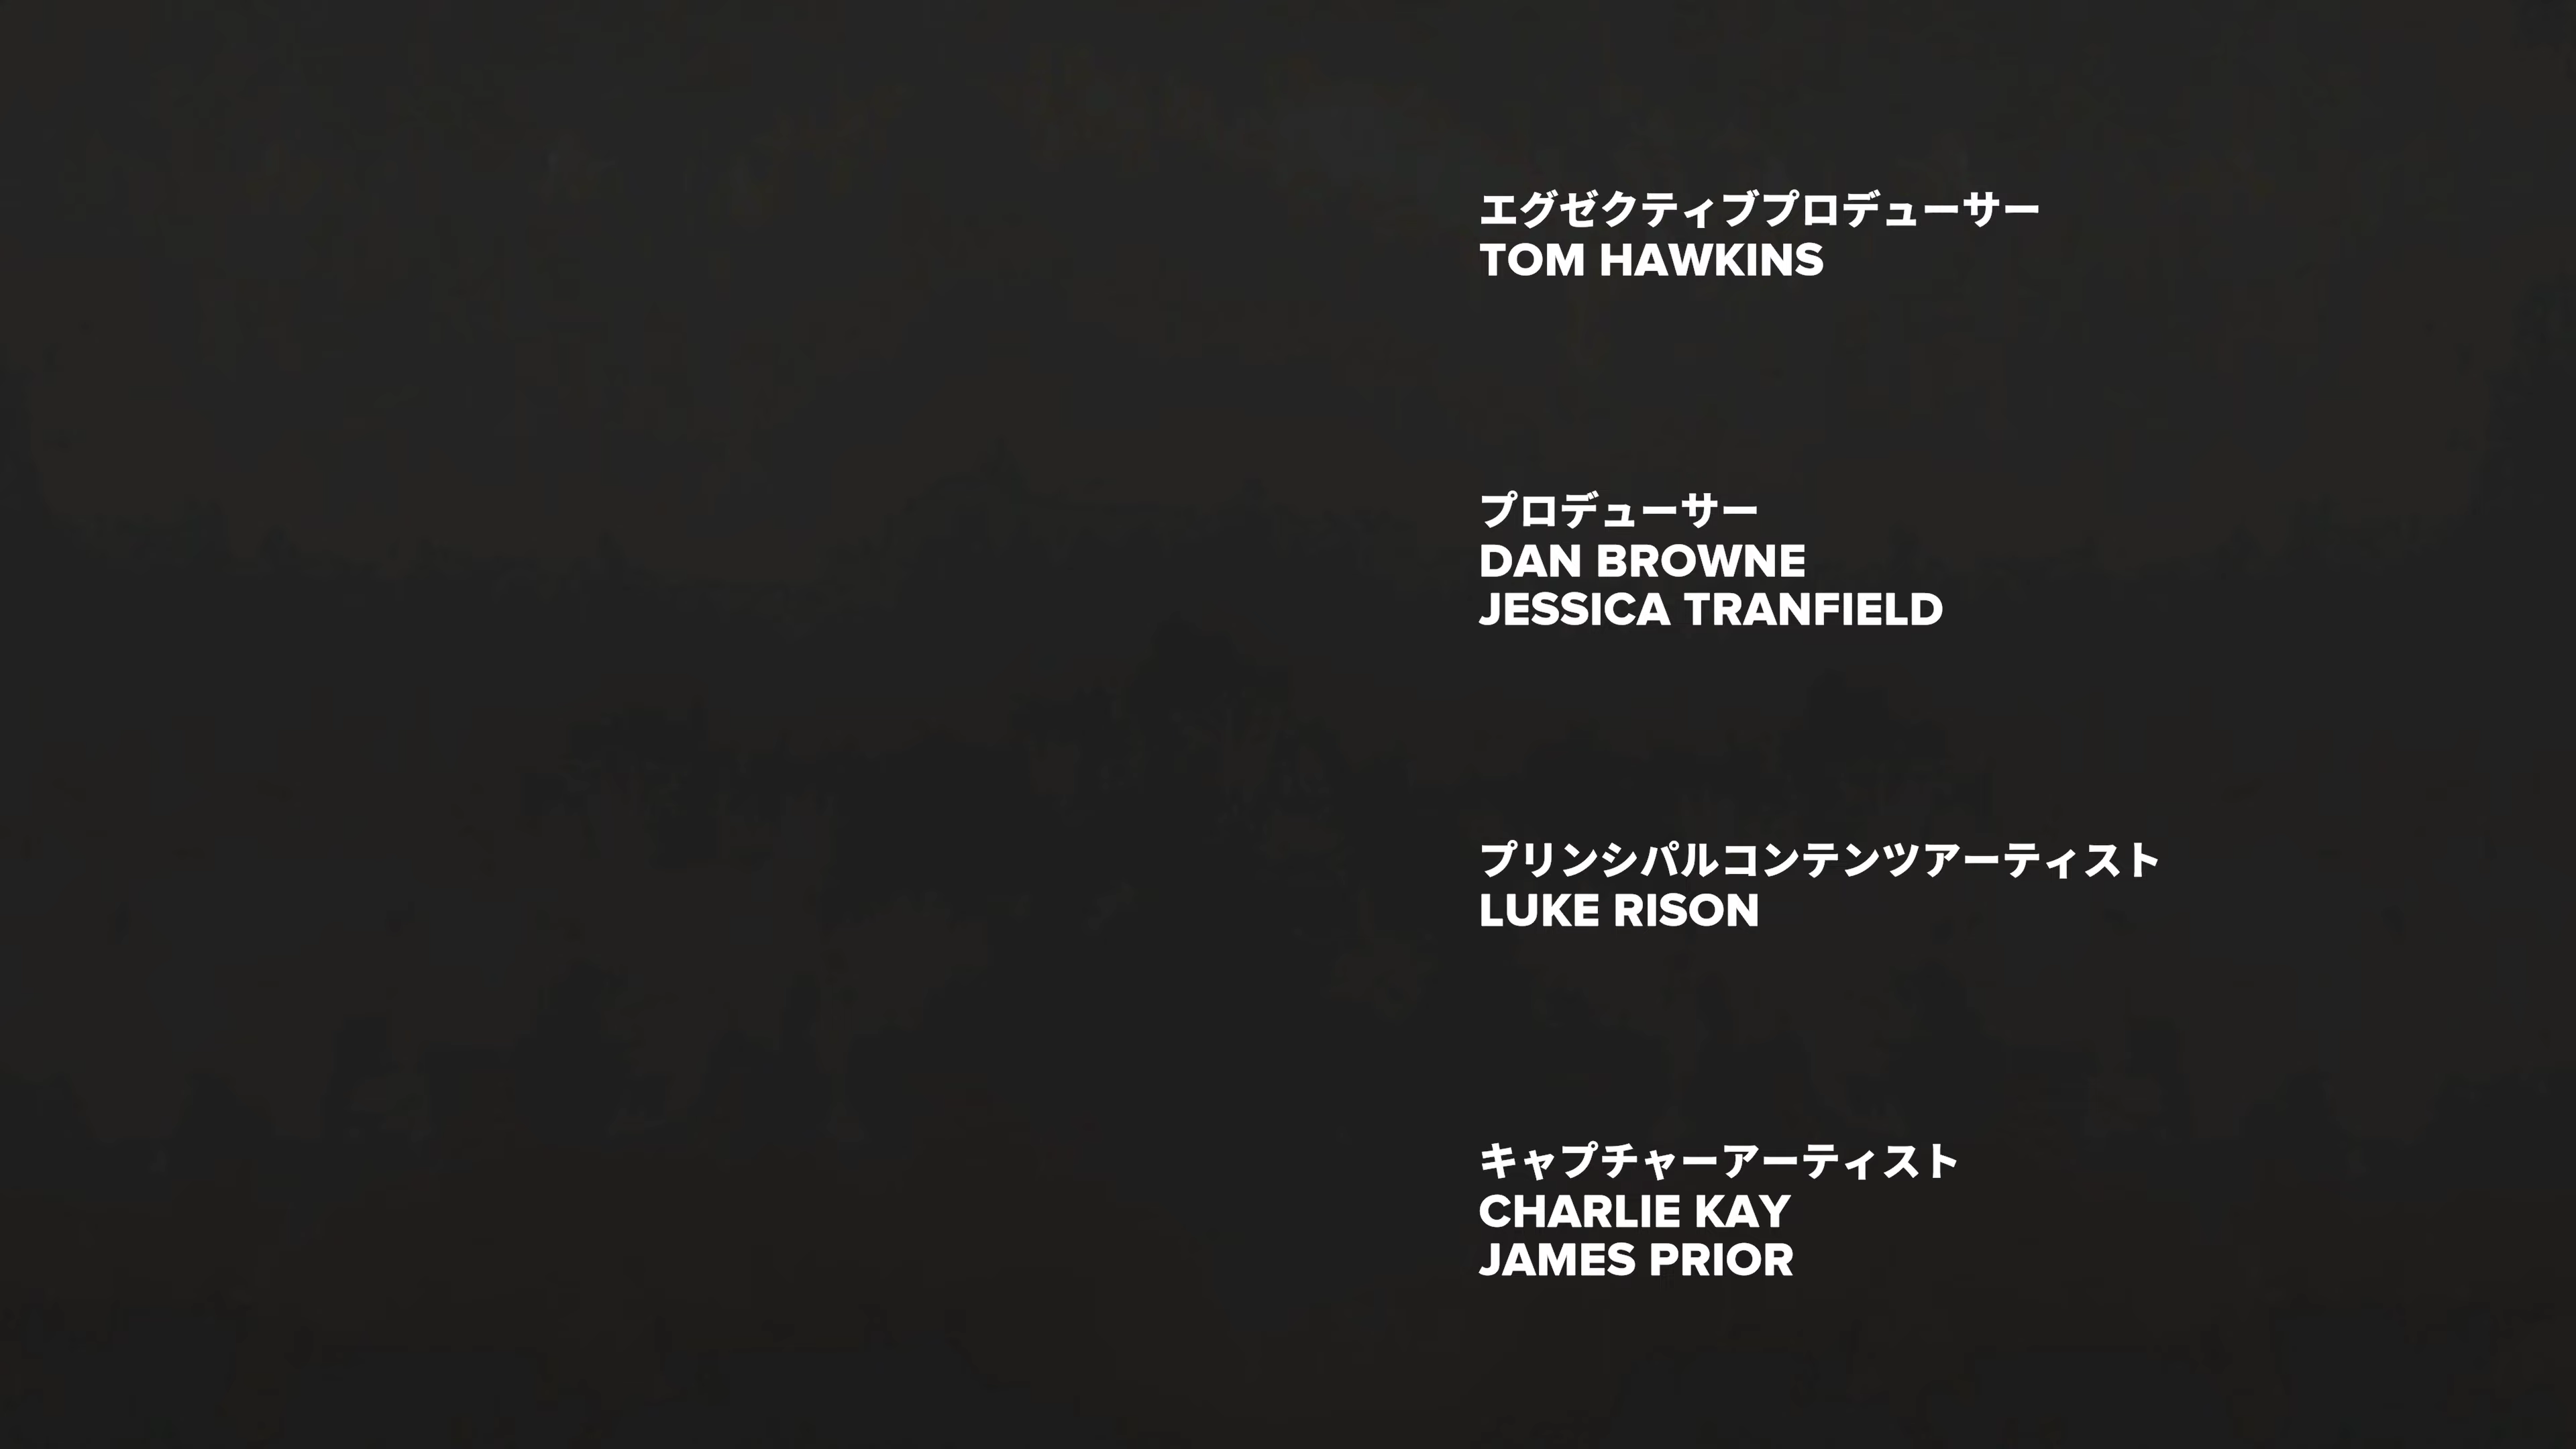 エグゼクティブプロデューサー
TOM HAWKINS
プロデューサー
DAN BROWNE
JESSICA TRANFIELD
プリンシパルコンテンツアーティスト
LUKE RISON
キャプチャーアーティスト
CHARLIE KAY
JAMES PRIOR